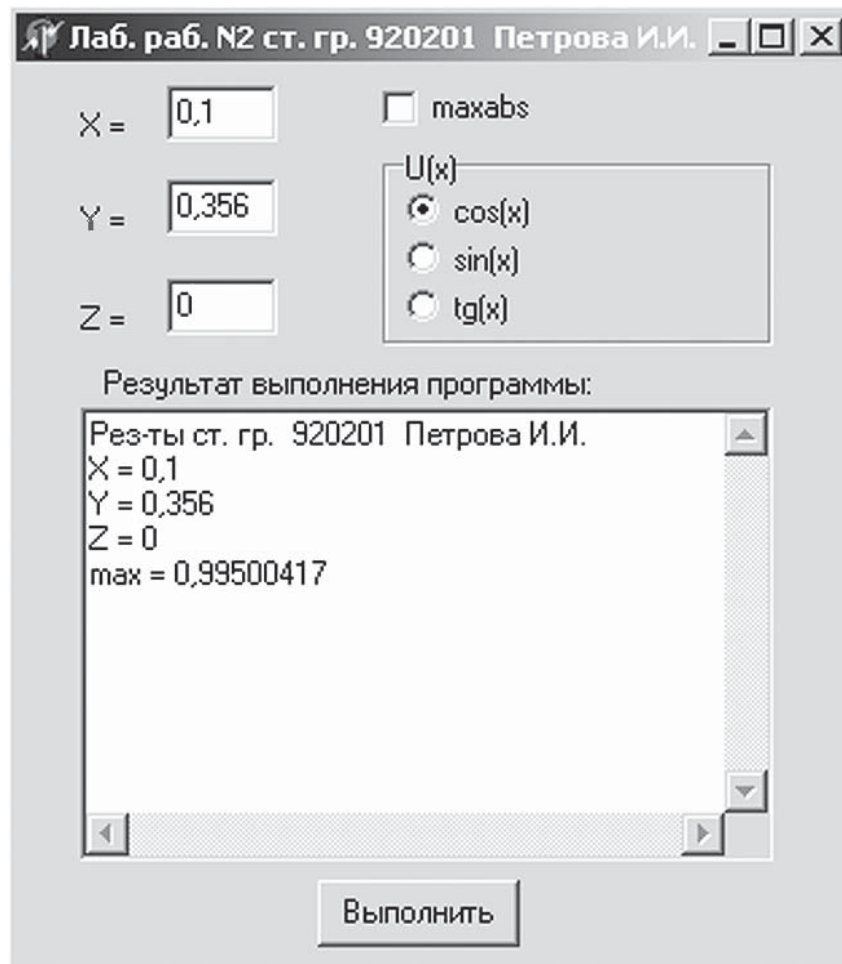 Лаб. раб. N2 ст. гр. 920201 Петрова И.И.
X = 0,1
maxabs
Y = 0,356
U(x)
cos(x)
sin(x)
Z = 0
tg(x)
Результат выполнения программы:
Рез-ты ст. гр. 920201 Петрова И.И.
X = 0,1
Y = 0,356
Z = 0
max = 0,99500417
Выполнить